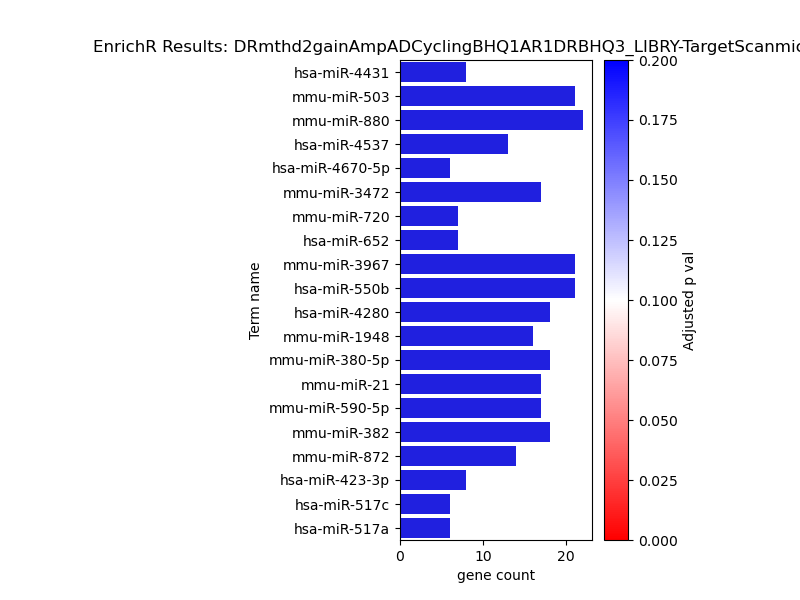 EnrichR Results: DRmthd2gainAmpADCyclingBHQ1AR1DRBHQ3_LIBRY-TargetScanmic
hsa-miR-4431
mmu-miR-503
mmu-miR-880
hsa-miR-4537
hsa-miR-4670-5p
mmu-miR-3472
mmu-miR-720
hsa-miR-652
mmu-miR-3967
hsa-miR-550b
hsa-miR-4280
mmu-miR-1948
mmu-miR-380-5p
mmu-miR-21
mmu-miR-590-5p
mmu-miR-382
mmu-miR-872
hsa-miR-423-3p
hsa-miR-517c
hsa-miR-517a
Term name
0 10 20
gene count
0.200
0.175
0.150
0.125
0.100
0.075
0.050
0.025
0.000
Adjusted p val